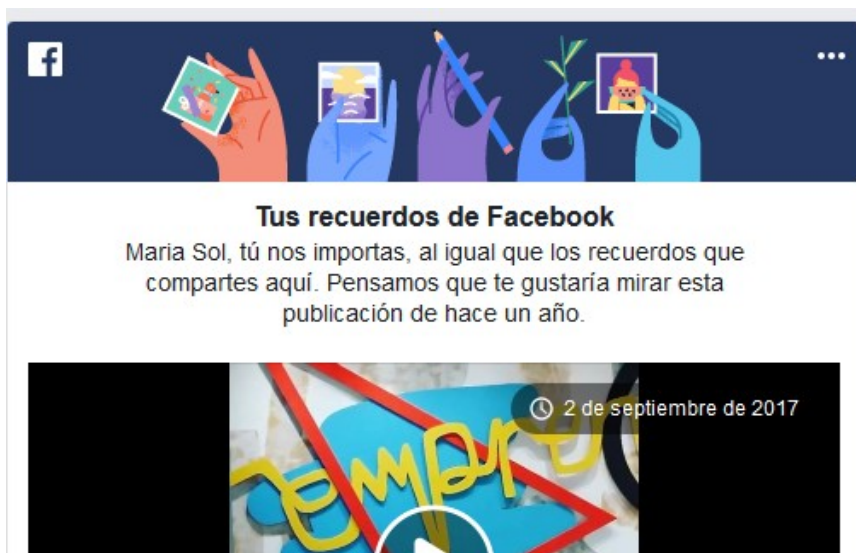 Tus recuerdos de Facebook
Maria Sol, tú nos importas, al igual que los recuerdos que
compartes aquí. Pensamos que te gustaría mirar esta
publicación de hace un año.
2 de septiembre de 2017